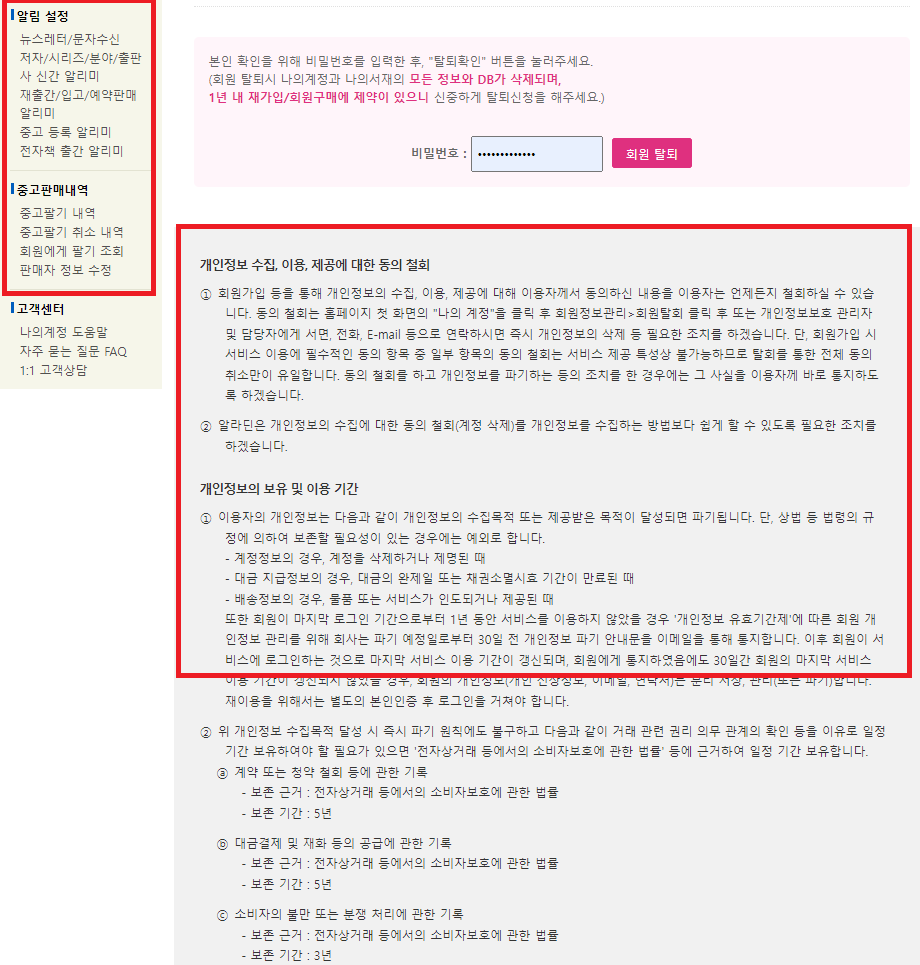 알림 설정
뉴스레터/문자수신
저자/시리즈/분야/출판
사 신간 알리미
재출간/입고/예약판매
알리미
중고 등록 알리미
전자책 출간 알리미
중고판매내역
중고팔기 내역
중고팔기 취소 내역
회원에게 팔기 조회
판매자 정보 수정
고객센터
나의계정 도움말
자주 묻는 질문 FAQ
1:1 고객상담
본인 확인을 위해 비밀번호를 입력한 후, "탈퇴확인" 버튼을 눌러주세요.
(회원 탈퇴시 나의계정과 나의서재의 모든 정보와 DB가 삭제되며,
1년 내 재가입/회원구매에 제약이 있으니 신중하게 탈퇴신청을 해주세요.)
비밀번호 : ••••••••••••• 회원 탈퇴
개인정보 수집, 이용, 제공에 대한 동의 철회
① 회원가입 등을 통해 개인정보의 수집, 이용, 제공에 대해 이용자께서 동의하신 내용을 이용자는 언제든지 철회하실 수 있습
니다. 동의 철회는 홈페이지 첫 화면의 "나의 계정"을 클릭 후 회원정보관리>회원탈회 클릭 후 또는 개인정보보호 관리자
및 담당자에게 서면, 전화, E-mail 등으로 연락하시면 즉시 개인정보의 삭제 등 필요한 조치를 하겠습니다. 단, 회원가입 시
서비스 이용에 필수적인 동의 항목 중 일부 항목의 동의 철회는 서비스 제공 특성상 불가능하므로 탈회를 통한 전체 동의
취소만이 유일합니다. 동의 철회를 하고 개인정보를 파기하는 등의 조치를 한 경우에는 그 사실을 이용자께 바로 통지하도
록 하겠습니다.
② 알라딘은 개인정보의 수집에 대한 동의 철회(계정 삭제)를 개인정보를 수집하는 방법보다 쉽게 할 수 있도록 필요한 조치를
하겠습니다.
개인정보의 보유 및 이용 기간
① 이용자의 개인정보는 다음과 같이 개인정보의 수집목적 또는 제공받은 목적이 달성되면 파기됩니다. 단, 상법 등 법령의 규
정에 의하여 보존할 필요성이 있는 경우에는 예외로 합니다.
- 계정정보의 경우, 계정을 삭제하거나 제명된 때
- 대금 지급정보의 경우, 대금의 완제일 또는 채권소멸시효 기간이 만료된 때
- 배송정보의 경우, 물품 또는 서비스가 인도되거나 제공된 때
또한 회원이 마지막 로그인 기간으로부터 1년 동안 서비스를 이용하지 않았을 경우 '개인정보 유효기간제'에 따른 회원 개
인정보 관리를 위해 회사는 파기 예정일로부터 30일 전 개인정보 파기 안내문을 이메일을 통해 통지합니다. 이후 회원이 서
비스에 로그인하는 것으로 마지막 서비스 이용 기간이 갱신되며, 회원에게 통지하였음에도 30일간 회원의 마지막 서비스
이용 기간이 갱신되지 않았을 경우, 회원의 개인정보(개인 신상정보, 이메일, 연락처)는 분리 저장, 관리(또는 파기)합니다.
재이용을 위해서는 별도의 본인인증 후 로그인을 거쳐야 합니다.
② 위 개인정보 수집목적 달성 시 즉시 파기 원칙에도 불구하고 다음과 같이 거래 관련 권리 의무 관계의 확인 등을 이유로 일정
기간 보유하여야 할 필요가 있으면 '전자상거래 등에서의 소비자보호에 관한 법률' 등에 근거하여 일정 기간 보유합니다.
ⓐ 계약 또는 청약 철회 등에 관한 기록
- 보존 근거 : 전자상거래 등에서의 소비자보호에 관한 법률
- 보존 기간 : 5년
ⓑ 대금결제 및 재화 등의 공급에 관한 기록
- 보존 근거 : 전자상거래 등에서의 소비자보호에 관한 법률
- 보존 기간 : 5년
ⓒ 소비자의 불만 또는 분쟁 처리에 관한 기록
- 보존 근거 : 전자상거래 등에서의 소비자보호에 관한 법률
- 보존 기간 : 3년